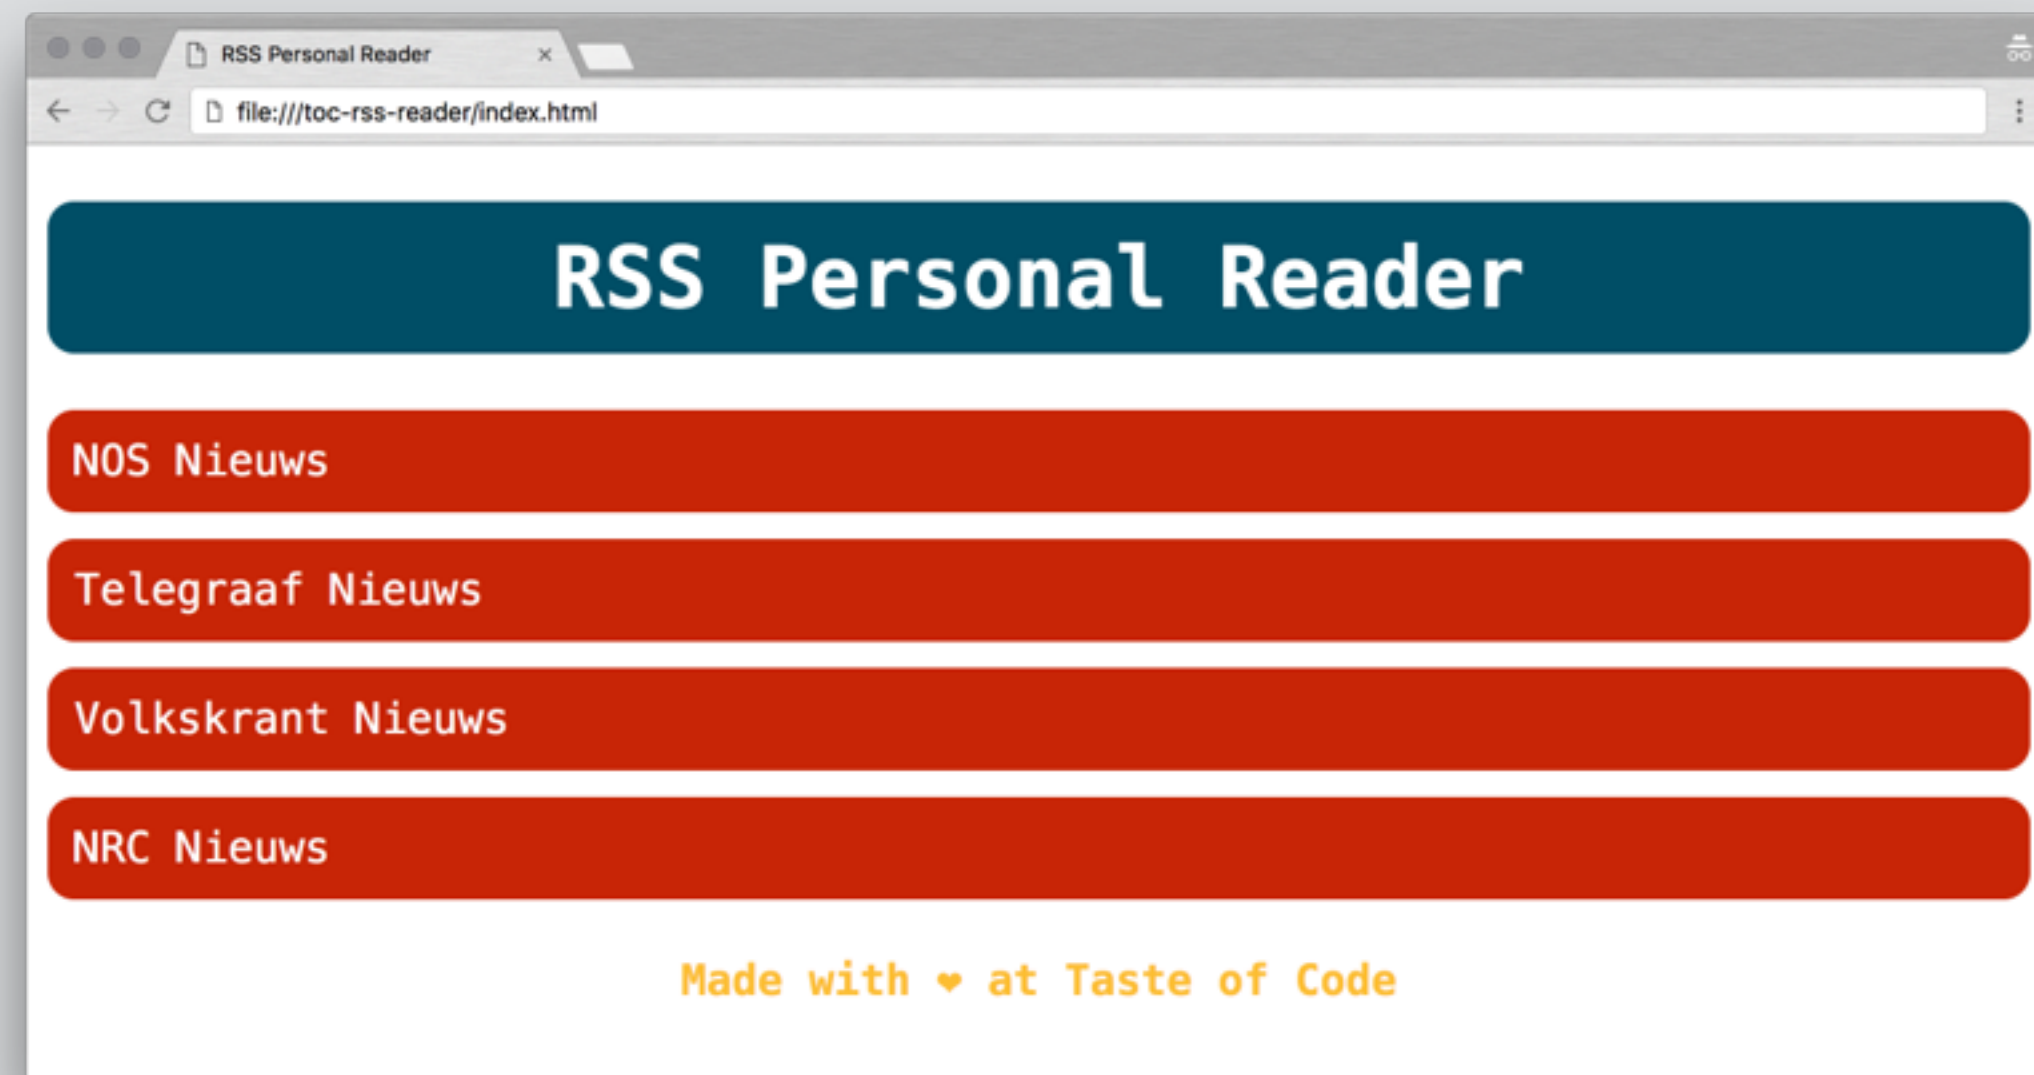 RSS Personal Reader
file:///toc-rss-reader/index.html
RSS Personal Reader
NOS Nieuws
Telegraaf Nieuws
Volkskrant Nieuws
NRC Nieuws
Made with ❤ at Taste of Code